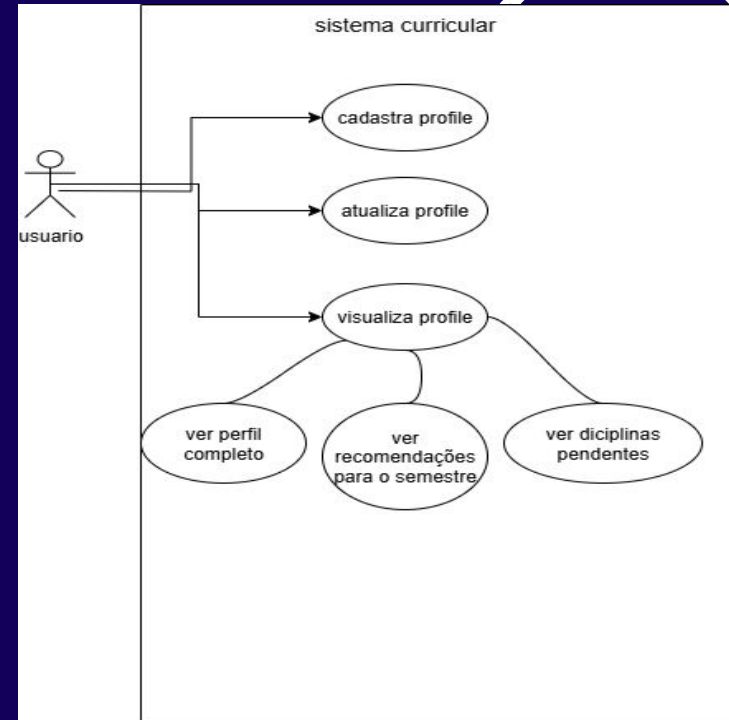 sistema curricular
cadastra profile
atualiza profile
usuario
visualiza profile
ver perfil
completo
ver
recomendações
para o semestre
ver diciplinas
pendentes